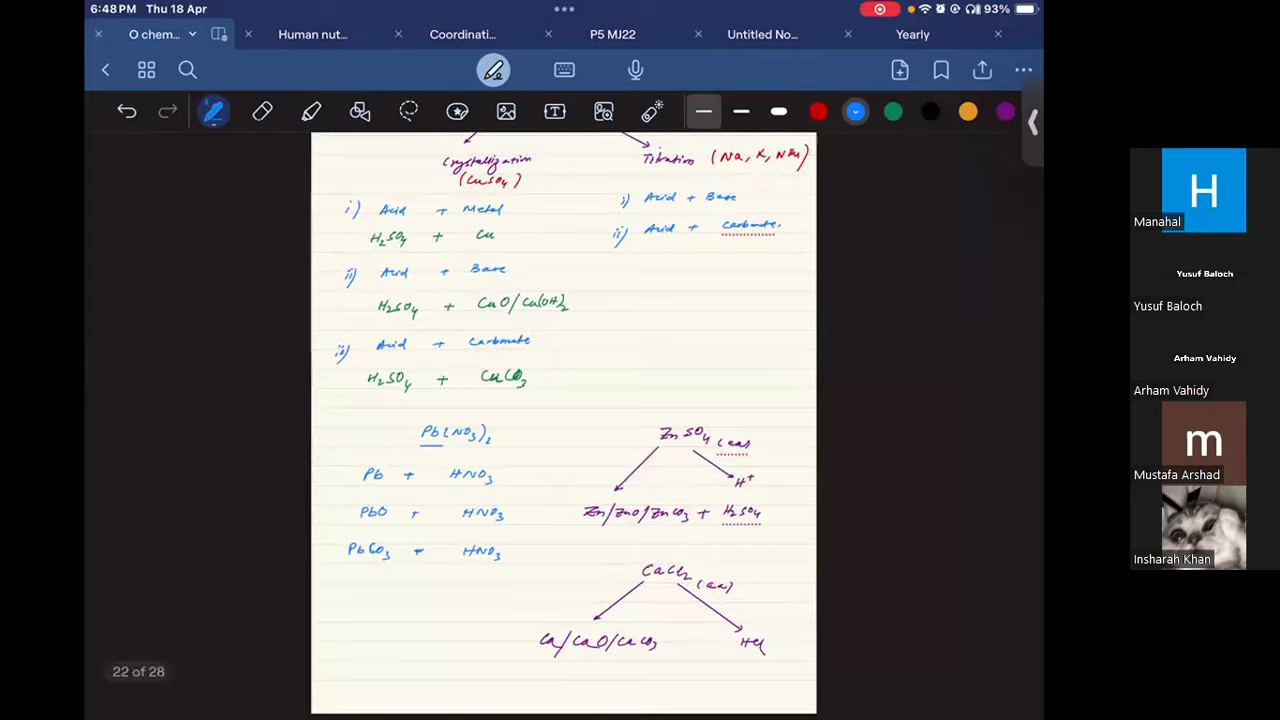 6:48PM Thu 18 Apr
93%
O chem...
Human nut...
Coordinati...
P5 MJ22
Untitled No...
Yearly
Crystallization
(CuSO4)
Titration (Na, K, NH4)
i) Acid + Metal
H2SO4 + Cu
ii) Acid + Base
H2SO4 + CuO/Cu(OH)2
iii) Acid + Carbonate
H2SO4 + CuCO3
i) Acid + Base
ii) Acid + Carbonate.
Pb(NO3)2
Pb + HNO3
PbO + HNO3
PbCO3 + HNO3
ZnSO4 (aq)
H+
Zn/ZnO/ZnCO3 + H2SO4
CaCl2 (aq)
Ca/CaO/CaCO3
HCl
22 of 28
H
Manahal
Yusuf Baloch
Yusuf Baloch
Arham Vahidy
Arham Vahidy
m
Mustafa Arshad
Insharah Khan